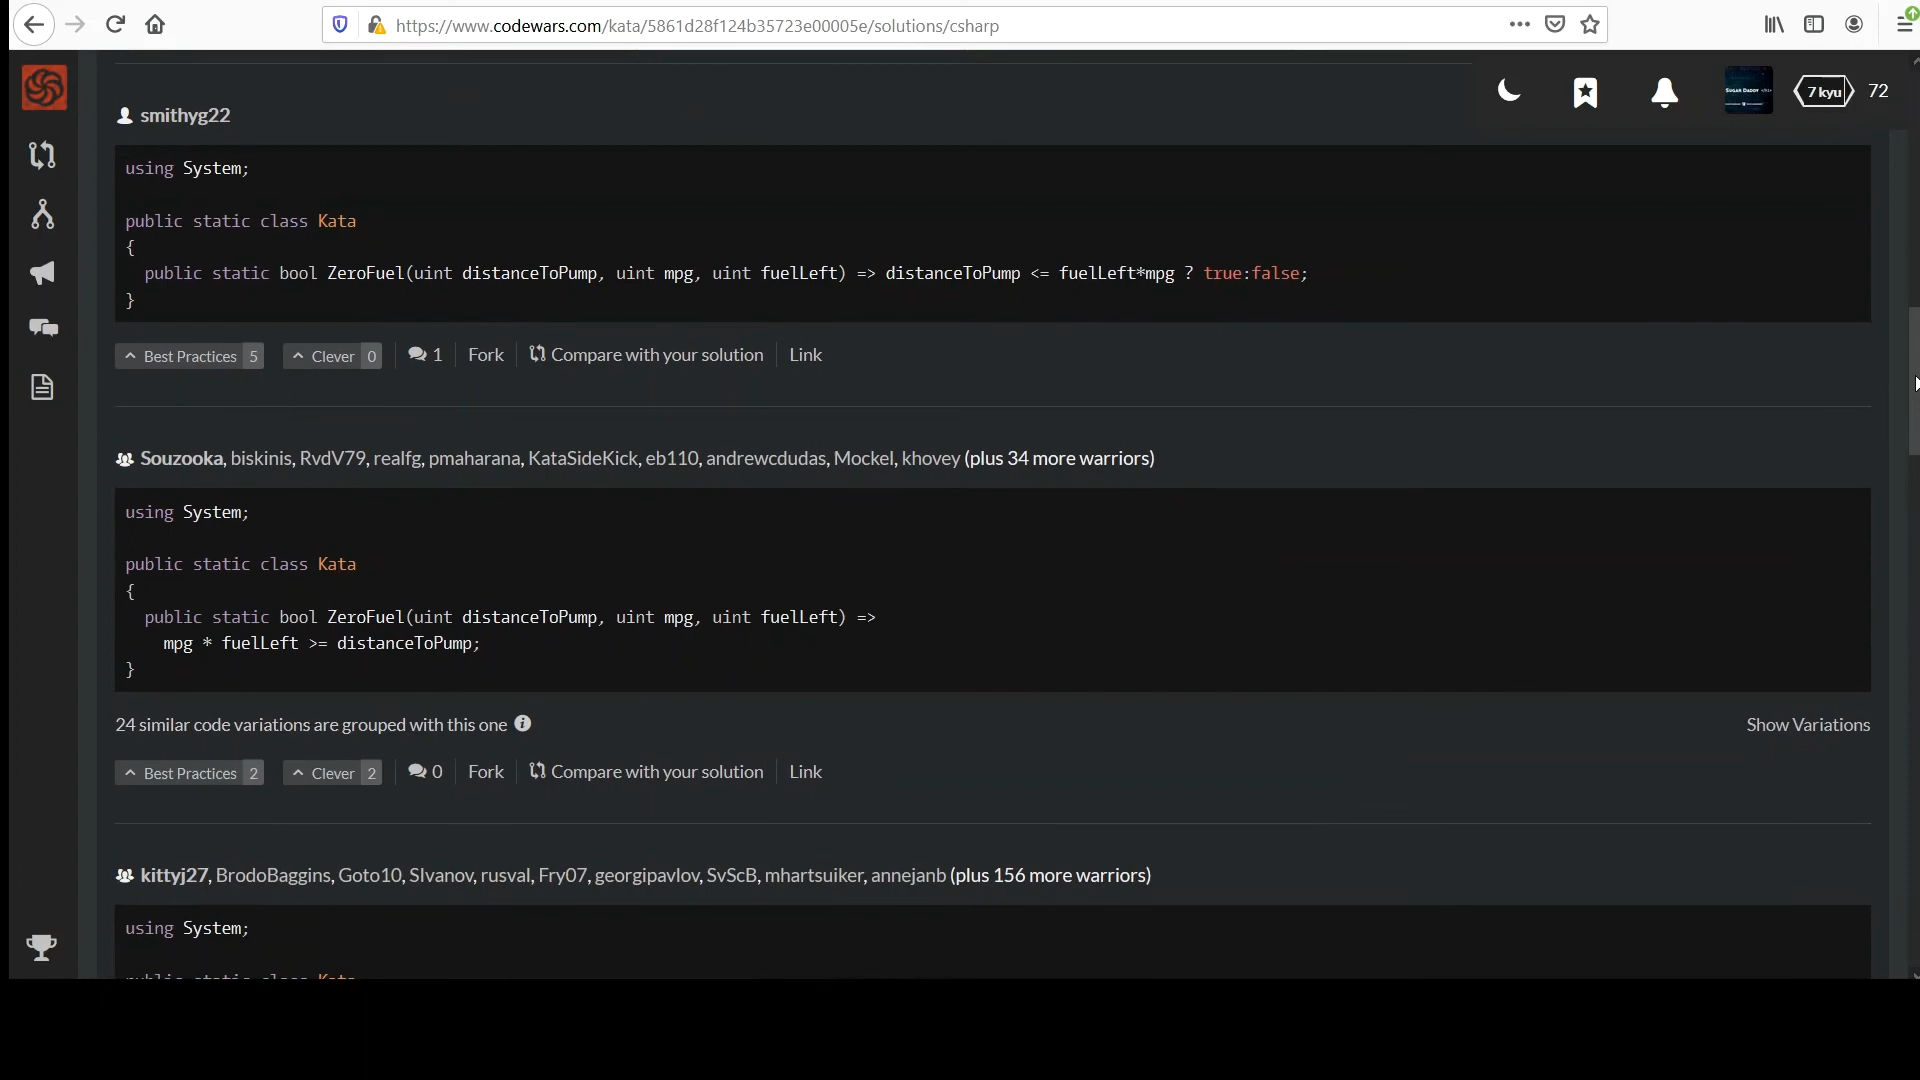 https://www.codewars.com/kata/5861d28f124b35723e00005e/solutions/csharp
7 kyu 72
smithyg22
using System;
public static class Kata
{
public static bool ZeroFuel(uint distanceToPump, uint mpg, uint fuelLeft) => distanceToPump <= fuelLeft*mpg ? true:false;
}
Best Practices 5 Clever 0 1 Fork Compare with your solution Link
Souzooka, biskinis, RvdV79, realfg, pmaharana, KataSideKick, eb110, andrewcdudas, Mockel, khovey (plus 34 more warriors)
using System;
public static class Kata
{
public static bool ZeroFuel(uint distanceToPump, uint mpg, uint fuelLeft) =>
mpg * fuelLeft >= distanceToPump;
}
24 similar code variations are grouped with this one Show Variations
Best Practices 2 Clever 2 0 Fork Compare with your solution Link
kittyj27, BrodoBaggins, Goto10, SIvanov, rusval, Fry07, georgipavlov, SvScB, mhartsuiker, annejanb (plus 156 more warriors)
using System;
public static class Kata